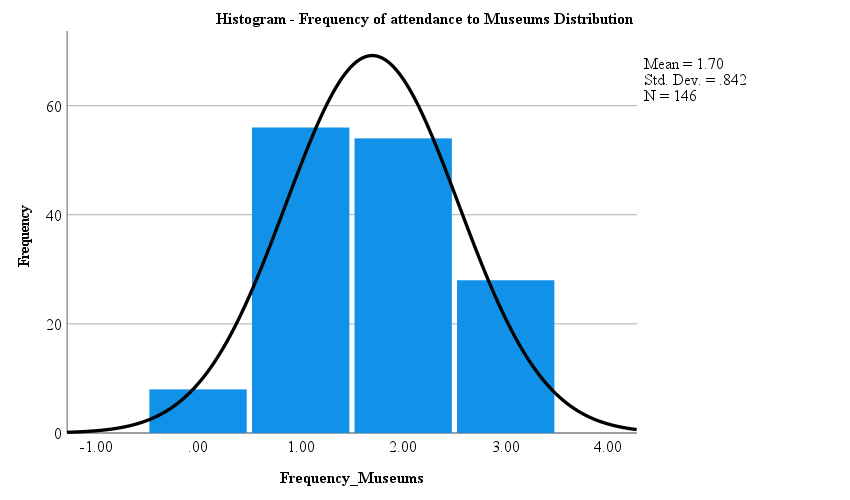 Histogram - Frequency of attendance to Museums Distribution
Mean = 1.70
Std. Dev. = .842
N = 146
60
40
20
0
Frequency
-1.00 .00 1.00 2.00 3.00 4.00
Frequency_Museums